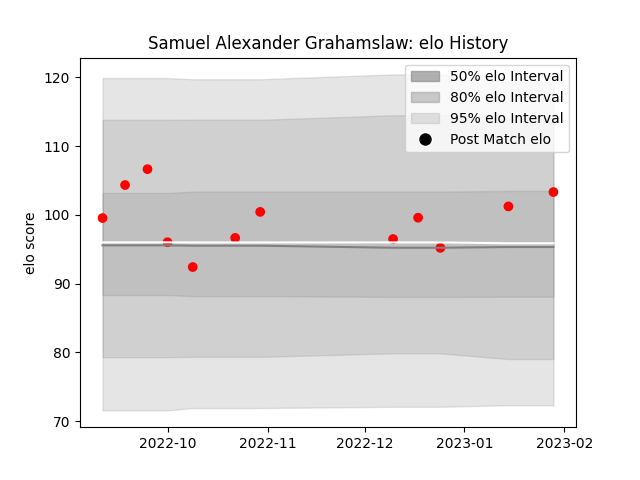 Samuel Alexander Grahamslaw: elo History
120
110
100
90
80
70
elo score
50% elo Interval
80% elo Interval
95% elo Interval
Post Match elo
2022-10
2022-11
2022-12
2023-01
2023-02